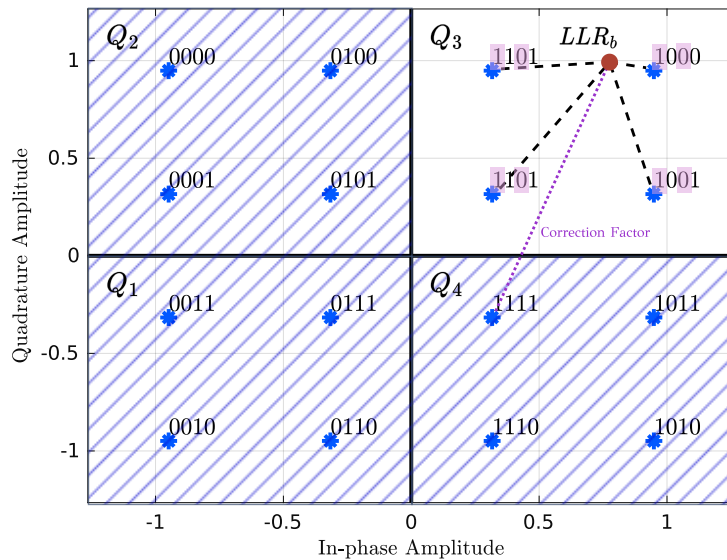 Q2 Q3 LLRb
0000 0100 1101 1000
0001 0101 1101 1001
Correction Factor
Q1 Q4
0011 0111 1111 1011
0010 0110 1110 1010
1
0.5
0
-0.5
-1
Quadrature Amplitude
-1 -0.5 0 0.5 1
In-phase Amplitude